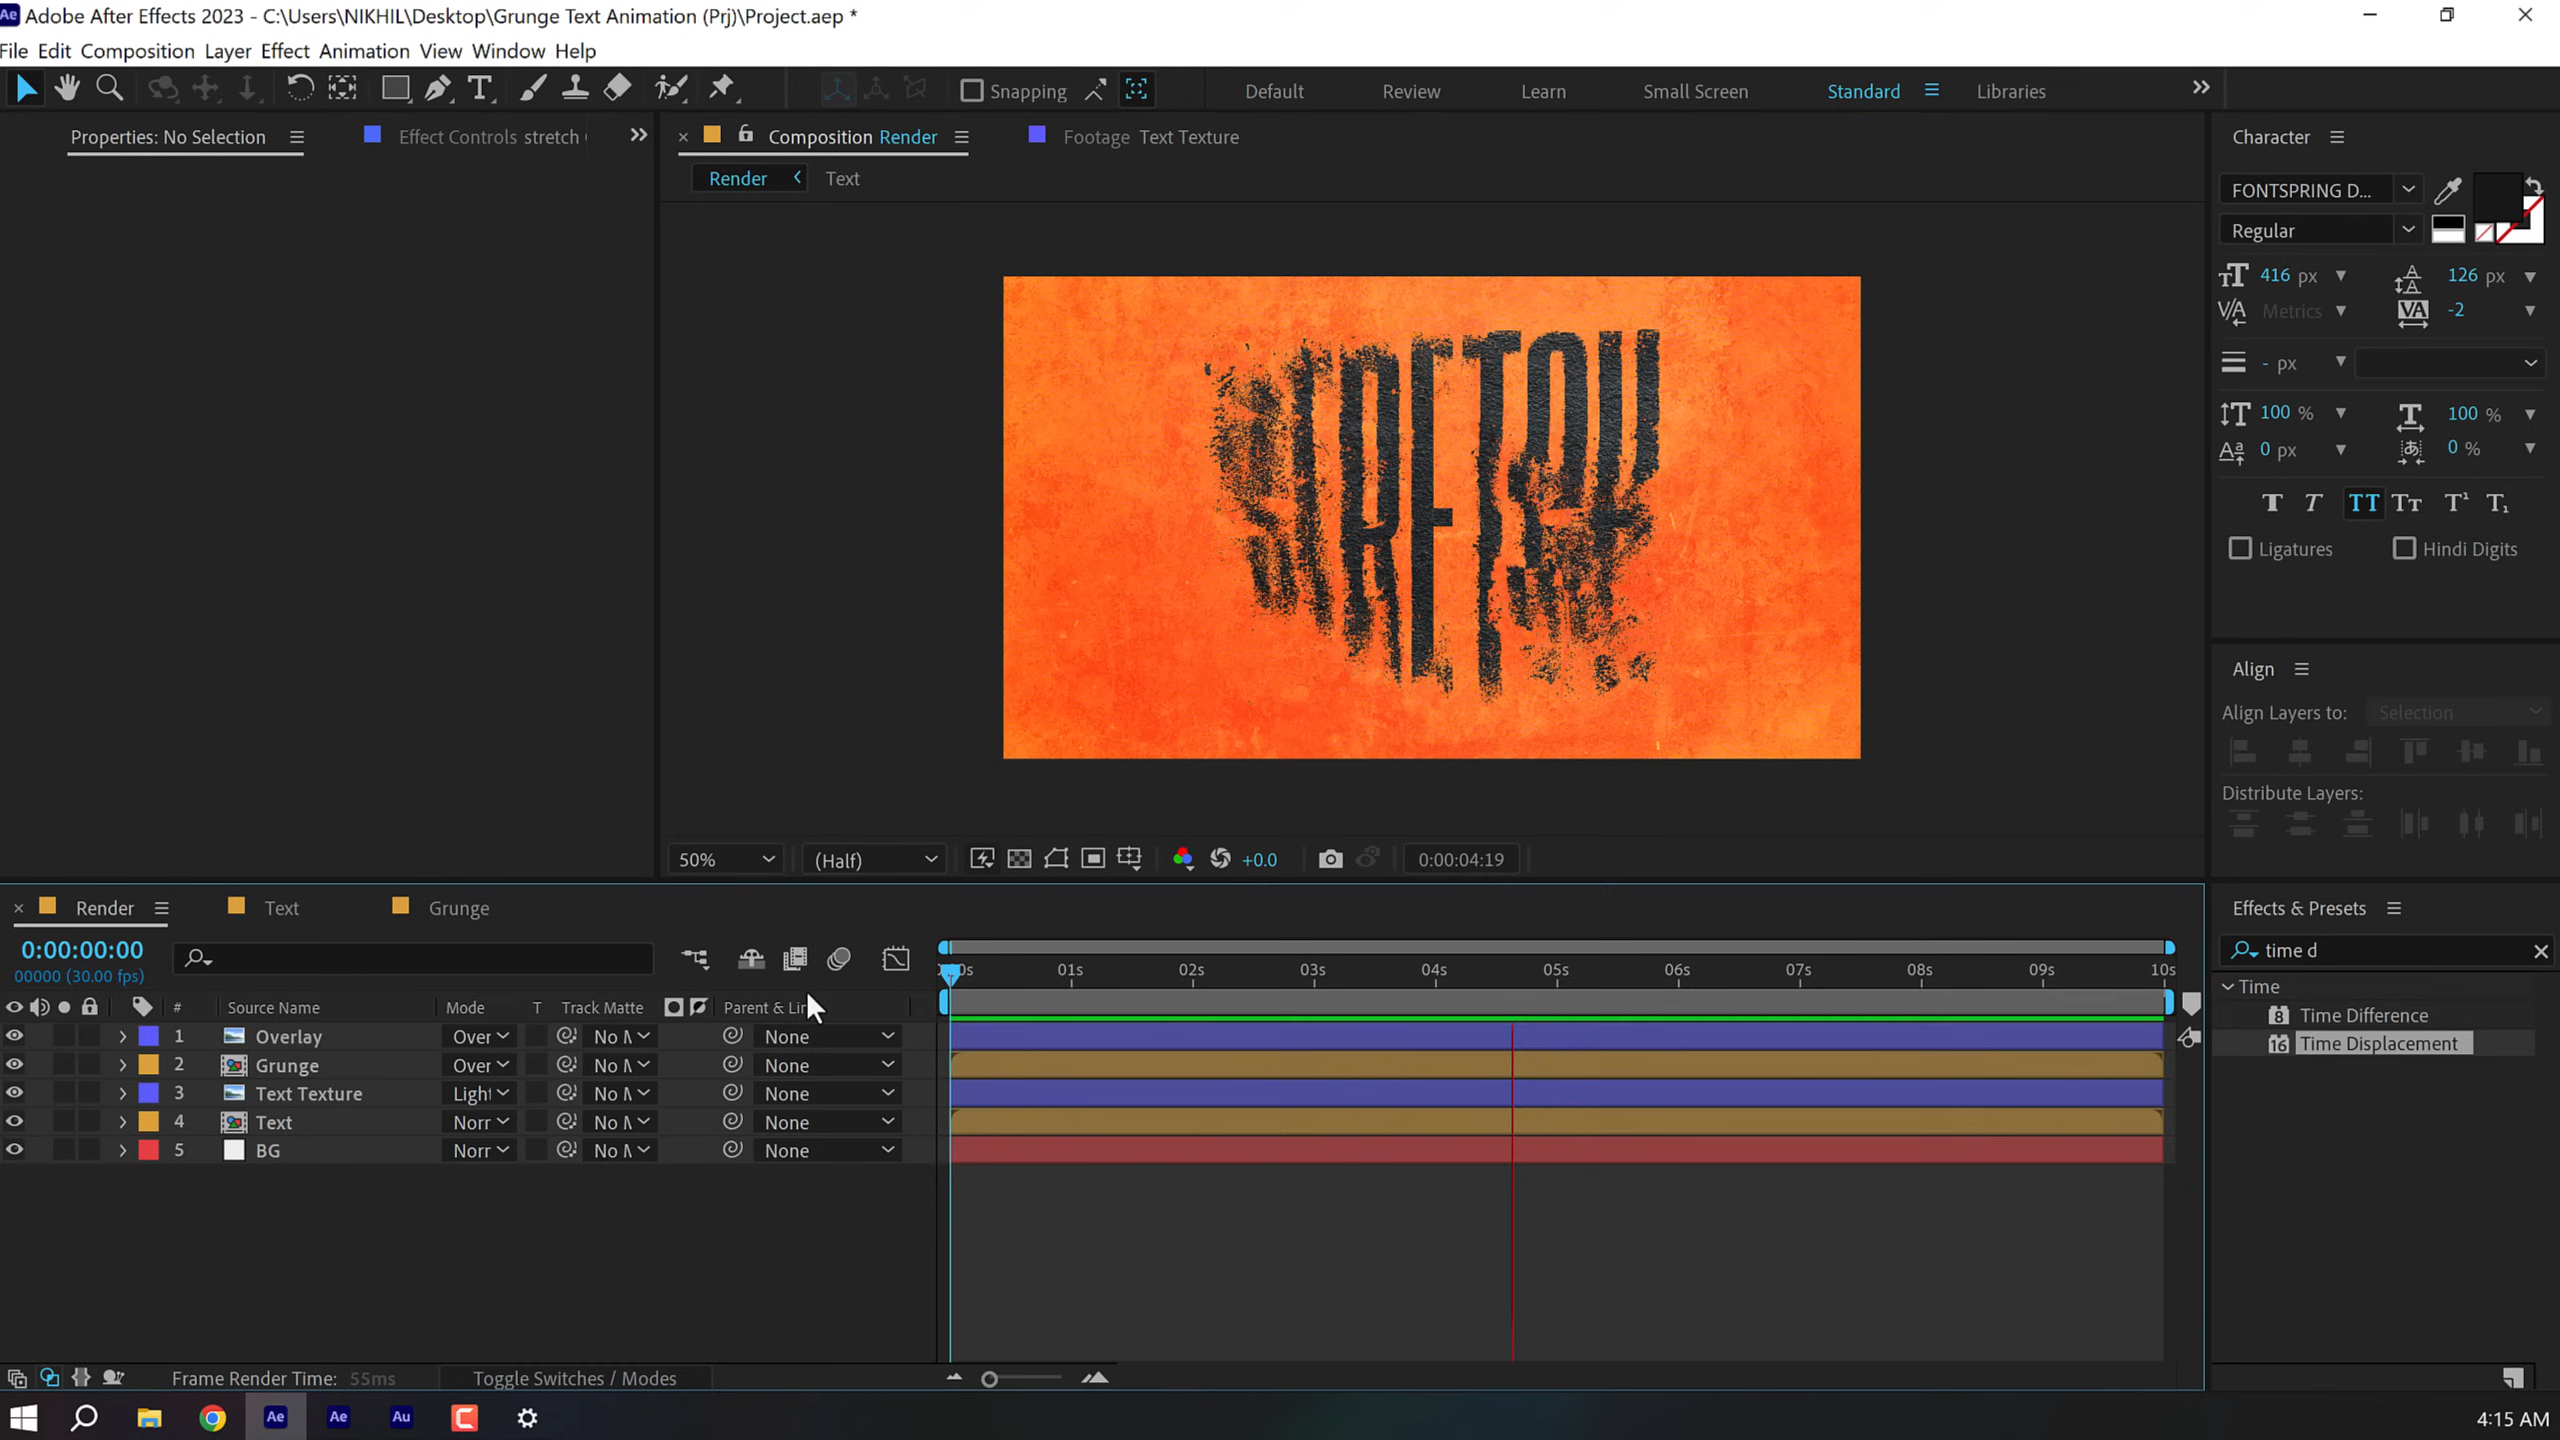 Ae Adobe After Effects 2023 - C:\Users\NIKHIL\Desktop\Grunge Text Animation (Prj)\Project.aep *
File Edit Composition Layer Effect Animation View Window Help
Snapping Default Review Learn Small Screen Standard Libraries
Properties: No Selection Effect Controls stretch
Composition Render Footage Text Texture
Render Text
STRETCH
50% (Half) +0.0 0:00:04:19
Character
FONTSPRING D...
Regular
416 px 126 px
Metrics -2
- px
100 % 100 %
0 px 0 %
Ligatures Hindi Digits
Align
Align Layers to: Selection
Distribute Layers:
Effects & Presets
time d
Time
8 Time Difference
16 Time Displacement
Render Text Grunge
0:00:00:00
00000 (30.00 fps)
01s 02s 03s 04s 05s 06s 07s 08s 09s 10s
# Source Name Mode T Track Matte Parent & Lin
1 Overlay Over No M None
2 Grunge Over No M None
3 Text Texture Light No M None
4 Text Norr No M None
5 BG Norr No M None
Frame Render Time: 55ms Toggle Switches / Modes
Ae Ae Au 4:15 AM